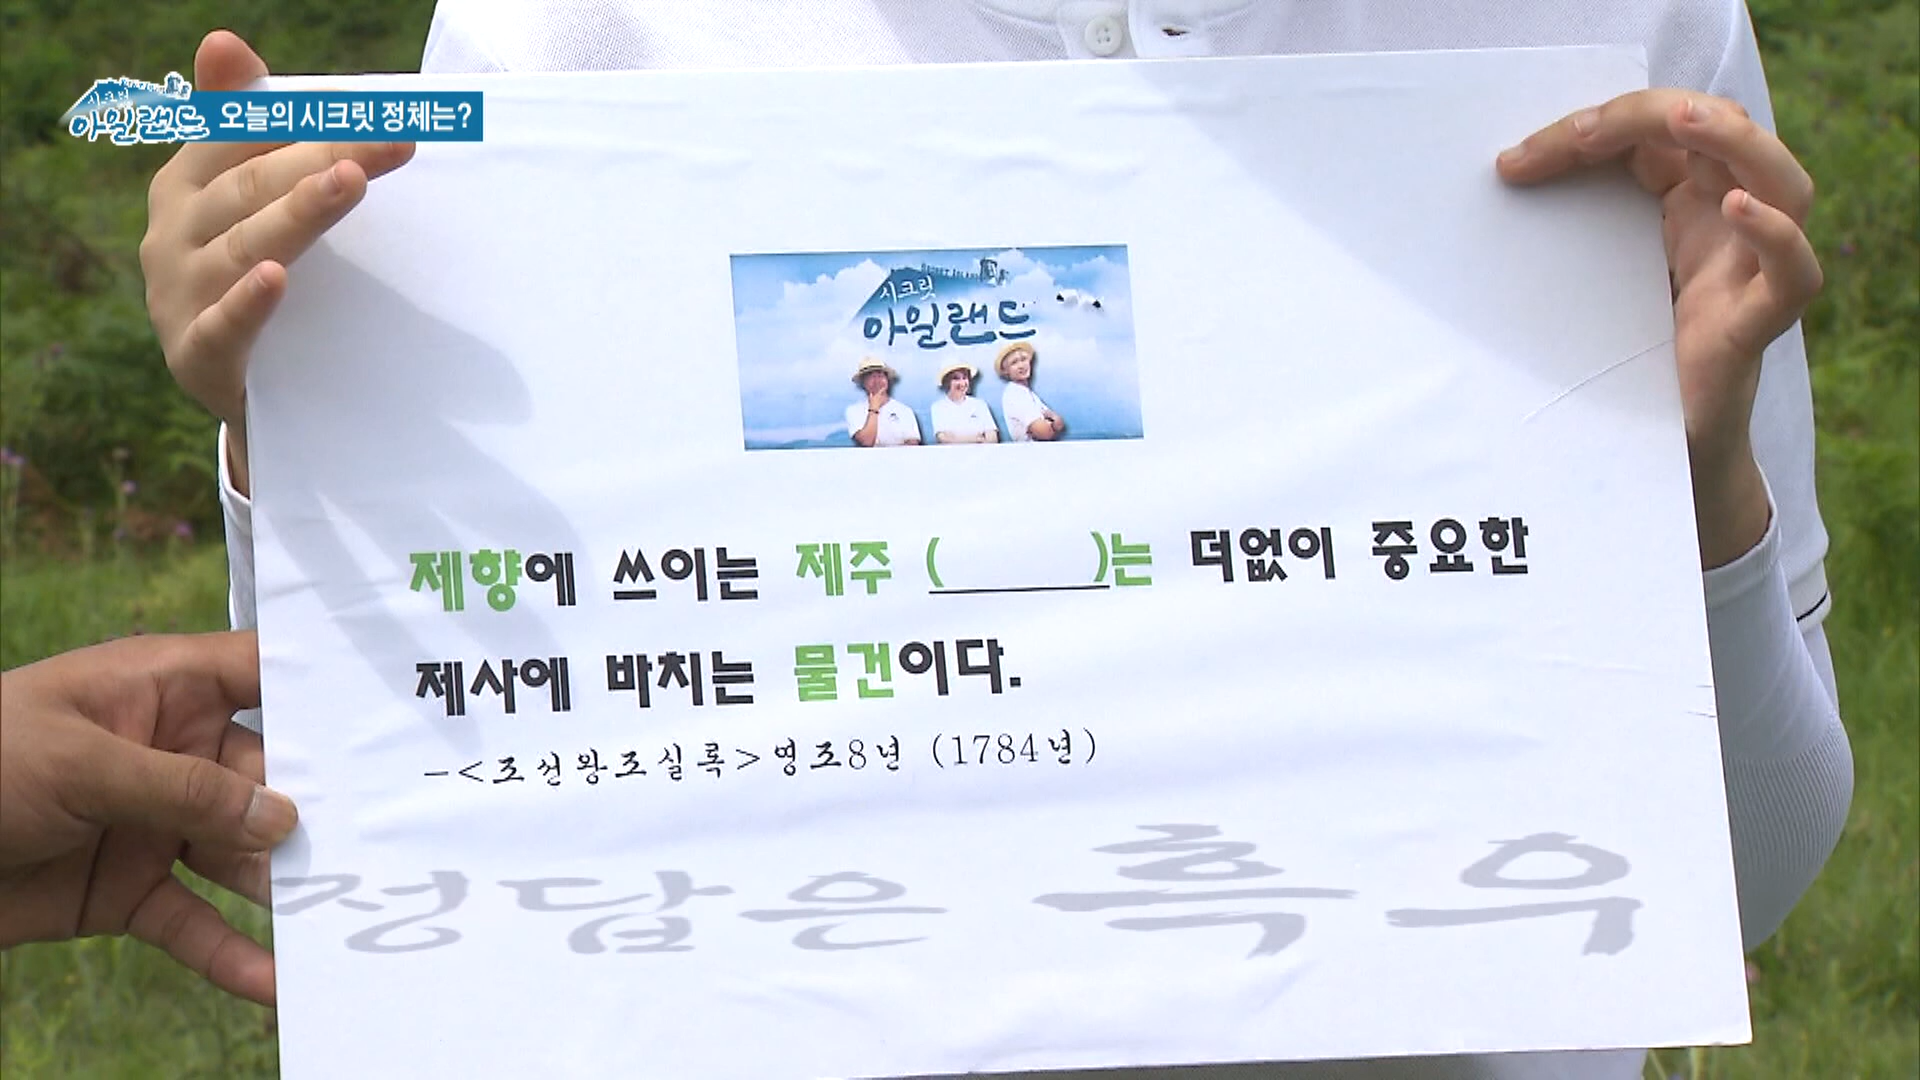 시크릿
아일랜드
오늘의 시크릿 정체는?
시크릿
아일랜드
제향에 쓰이는 제주 (          )는 더없이 중요한
제사에 바치는 물건이다.
-<조선왕조실록>영조8년 (1784년)
정답은 흑우